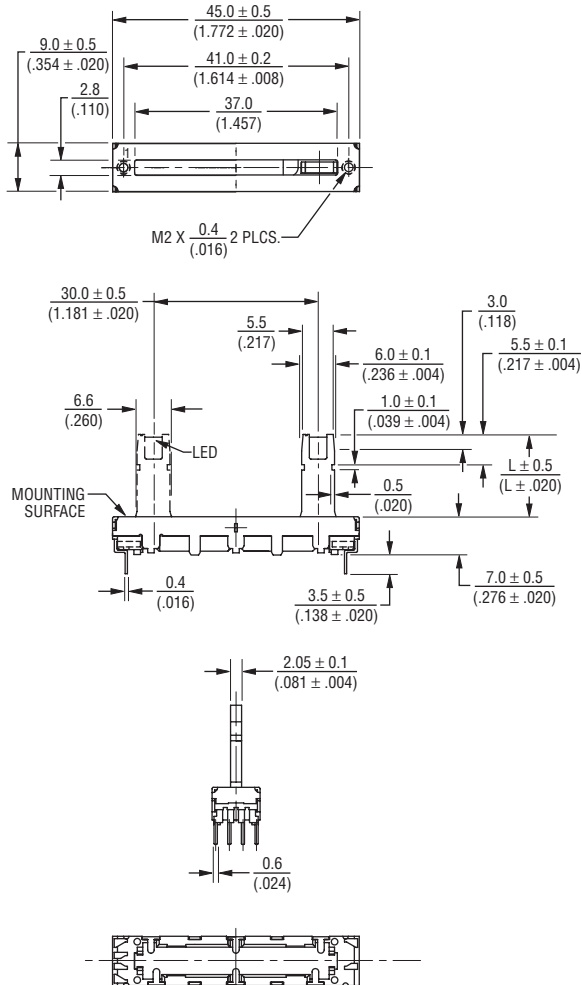 45.0 ± 0.5
(1.772 ± .020)
9.0 ± 0.5
(.354 ± .020)
41.0 ± 0.2
(1.614 ± .008)
2.8
(.110)
37.0
(1.457)
M2 X 0.4 2 PLCS.
(.016)
30.0 ± 0.5
(1.181 ± .020)
5.5
(.217)
3.0
(.118)
6.0 ± 0.1
(.236 ± .004)
5.5 ± 0.1
(.217 ± .004)
6.6
(.260)
1.0 ± 0.1
(.039 ± .004)
LED
L ± 0.5
(L ± .020)
MOUNTING
SURFACE
0.5
(.020)
0.4
(.016)
3.5 ± 0.5
(.138 ± .020)
7.0 ± 0.5
(.276 ± .020)
2.05 ± 0.1
(.081 ± .004)
0.6
(.024)